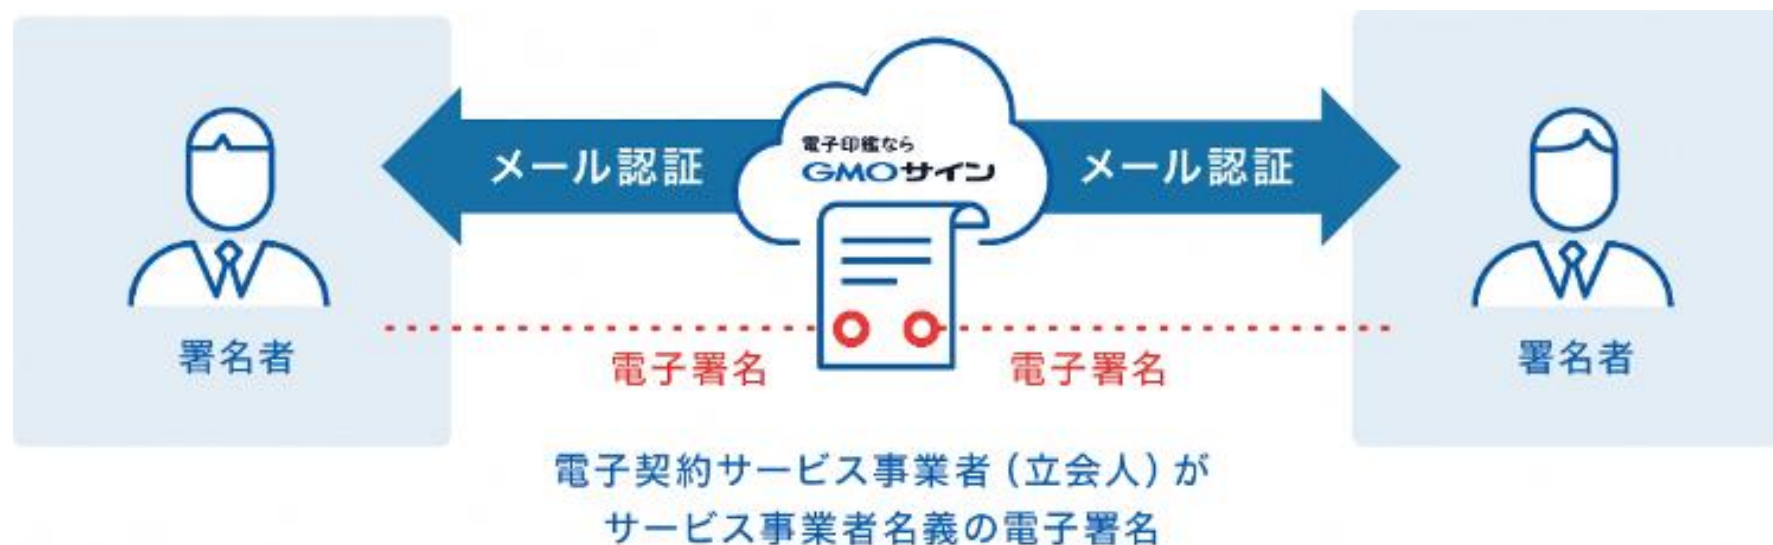 電子印鑑なら
GMOサイン
メール認証
メール認証
署名者
電子署名
電子署名
署名者
電子契約サービス事業者（立会人）が
サービス事業者名義の電子署名